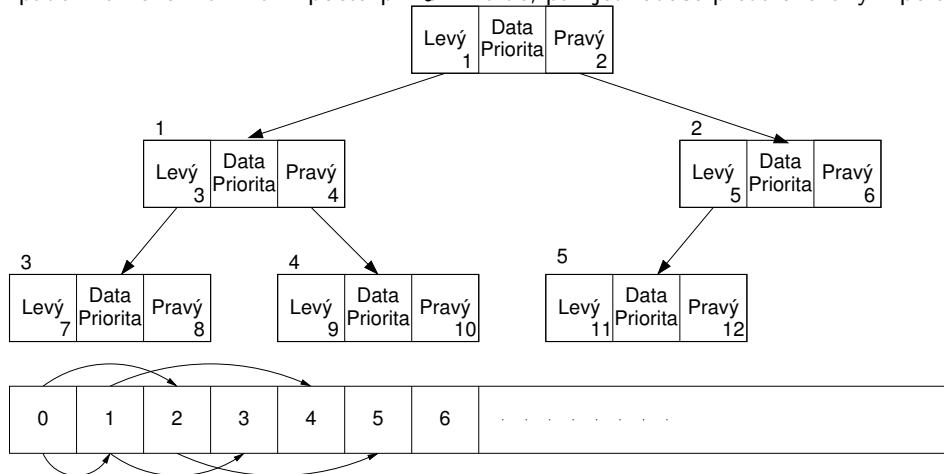 Levý 1 Data Priorita Pravý 2
1
Levý 3 Data Priorita Pravý 4
2
Levý 5 Data Priorita Pravý 6
3
Levý 7 Data Priorita Pravý 8
4
Levý 9 Data Priorita Pravý 10
5
Levý 11 Data Priorita Pravý 12
0 1 2 3 4 5 6 . . . . . . . .